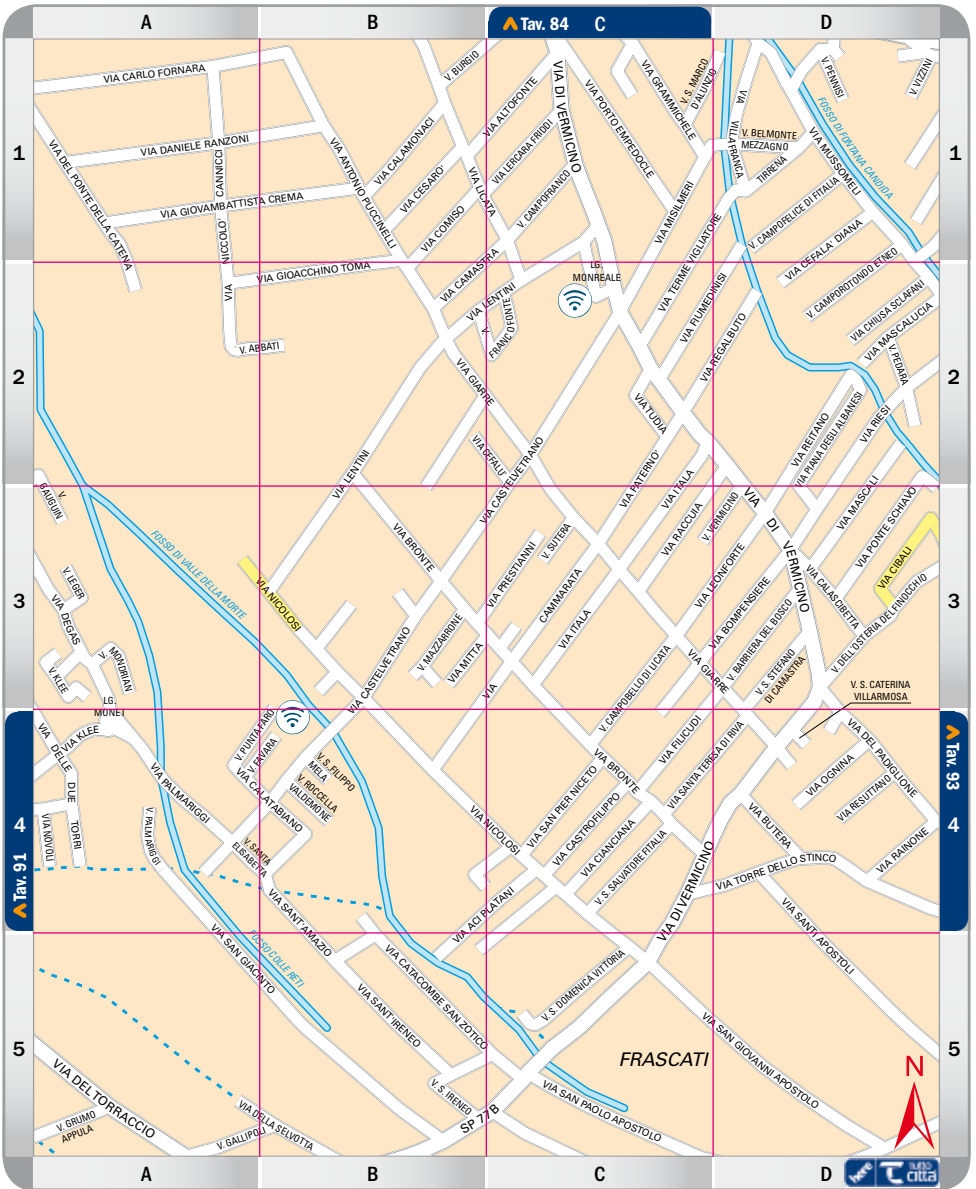 A
B
Tav. 84 C
D
1
2
3
4
Tav. 91
5
1
2
3
Tav. 93
4
5
VIA CARLO FORNARA
VIA DANIELE RANZONI
VIA GIOVAMBATTISTA CREMA
VIA DEL PONTE DELLA CATENA
VIA NICCOLO' CANNICCI
VIA ANTONIO PUCCINELLI
VIA GIOACCHINO TOMA
V. ABBATI
V. BURGIO
VIA CALAMONACI
VIA ALTOFONTE
VIA CESARO'
VIA LERCARA FRIDDI
VIA LICATA
VIA COMISO
V. CAMPOFRANCO
VIA CAMASTRA
VIA LENTINI
V. FRANCOFONTE
VIA DI VERMICINO
VIA PORTO EMPEDOCLE
VIA GRAMMICHELE
V. S. MARCO
D'ALUNZIO
VIA MISILMERI
LG.
MONREALE
VIA VILLAFRANCA
V. BELMONTE
MEZZAGNO
TIRRENA
V. PENNISI
V. VIZZINI
FOSSO DI FONTANA CANDIDA
VIA MUSSOMELI
V. CAMPOFELICE DI FITALIA
VIA CEFALA' DIANA
V. CAMPOROTONDO ETNEO
VIA CHIUSA SCLAFANI
VIA MASCALUCIA
V. PEDARA
VIA TERME VIGLIATORE
VIA FIUMEDINISI
VIA REGALBUTO
VIA GIARRE
VIA TUDIA
VIA CEFALU'
VIA CASTELVETRANO
VIA PATERNO'
VIA ITALA
VIA REITANO
VIA PIANA DEGLI ALBANESI
VIA RIESI
VIA LENTINI
VIA BRONTE
V. GAUGUIN
FOSSO DI VALLE DELLA MORTE
V. LEGER
VIA DEGAS
V. MONDRIAN
V. KLEE
LG.
MONET
VIA NICOLOSI
VIA PRESTIANNI
V. SUTERA
VIA CAMMARATA
VIA ITALA
VIA RACCUIA
V. VERMICINO
VIA DI VERMICINO
VIA MASCALI
VIA PONTE SCHIAVO
VIA CIBALI
VIA CALASCIBETTA
V. DELL'OSTERIA DEL FINOCCHIO
VIA LEONFORTE
VIA BOMPENSIERE
V. BARRIERA DEL BOSCO
V. S. STEFANO
DI CAMASTRA
VIA GIARRE
V. MAZZARRONE
VIA MITTA
VIA CASTELVETRANO
V. CAMPOBELLO DI LICATA
V. S. CATERINA
VILLARMOSA
VIA KLEE
VIA DELLE DUE TORRI
VIA NOVOLI
VIA PALMARIGGI
V. PALMARIGGI
V. PUNTA FARO
V. FAVARA
VIA CALATABIANO
V. S. FILIPPO
MELA
V. ROCCELLA
VALDEMONE
V. SANTA
ELISABETTA
VIA NICOLOSI
VIA BRONTE
VIA FILICUDI
VIA SANTA TERESA DI RIVA
VIA SAN PIER NICETO
VIA CASTROFILIPPO
VIA CIANCIANA
V. S. SALVATORE FITALIA
VIA DEL PADIGLIONE
VIA OGNINA
VIA RESUTTANO
VIA RAINONE
VIA BUTERA
VIA TORRE DELLO STINCO
VIA DI VERMICINO
VIA ACI PLATANI
VIA SANTI APOSTOLI
VIA SANT'AMAZIO
VIA SAN GIACINTO
FOSSO COLLE RETI
VIA CATACOMBE SAN ZOTICO
VIA SANT'IRENEO
V. S. DOMENICA VITTORIA
VIA SAN GIOVANNI APOSTOLO
FRASCATI
V. S. IRENEO
SP 77B
VIA SAN PAOLO APOSTOLO
VIA DEL TORRACCIO
V. GRUMO
APPULA
V. GALLIPOLI
VIA DELLA SELVOTTA
N
A
B
C
D
here
TUTTO
città